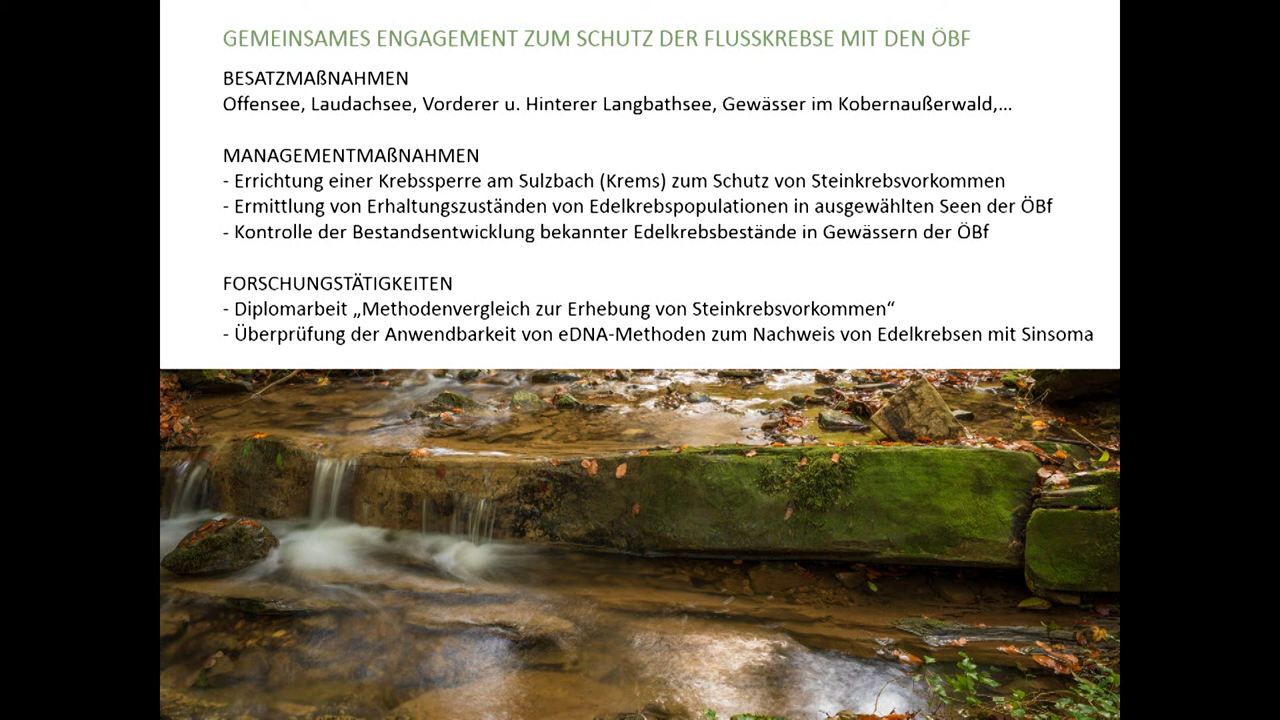 GEMEINSAMES ENGAGEMENT ZUM SCHUTZ DER FLUSSKREBSE MIT DEN ÖBF
BESATZMAßNAHMEN
Offensee, Laudachsee, Vorderer u. Hinterer Langbathsee, Gewässer im Kobernaußerwald,...
MANAGEMENTMAßNAHMEN
- Errichtung einer Krebssperre am Sulzbach (Krems) zum Schutz von Steinkrebsvorkommen
- Ermittlung von Erhaltungszuständen von Edelkrebspopulationen in ausgewählten Seen der ÖBf
- Kontrolle der Bestandsentwicklung bekannter Edelkrebsbestände in Gewässern der ÖBf
FORSCHUNGSTÄTIGKEITEN
- Diplomarbeit „Methodenvergleich zur Erhebung von Steinkrebsvorkommen“
- Überprüfung der Anwendbarkeit von eDNA-Methoden zum Nachweis von Edelkrebsen mit Sinsoma